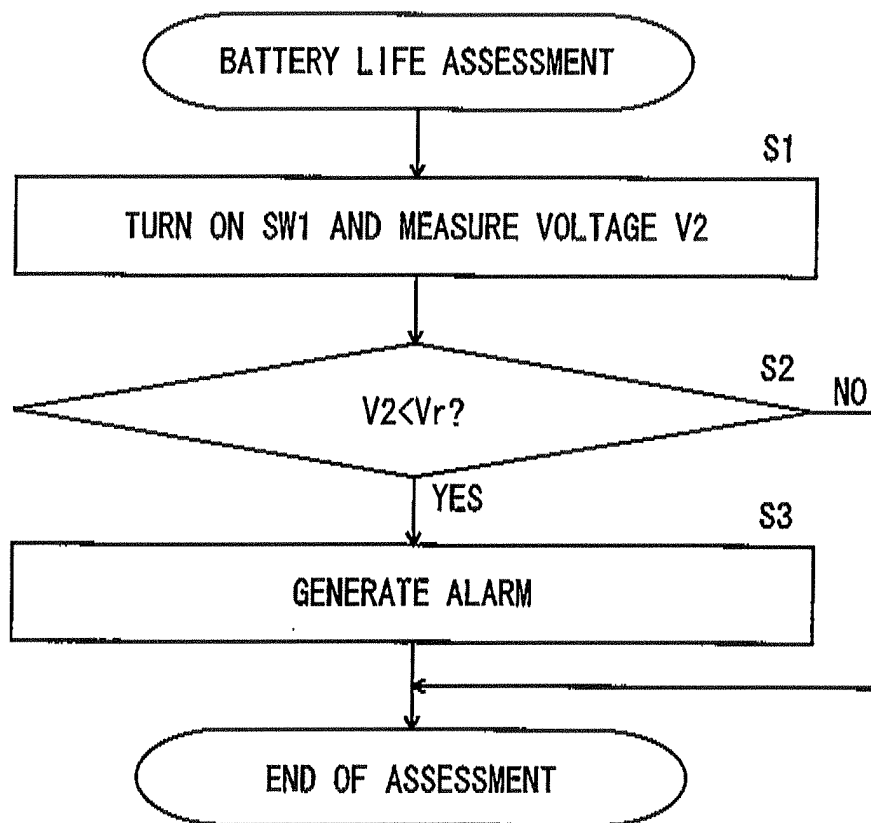 BATTERY LIFE ASSESSMENT
S1
TURN ON SW1 AND MEASURE VOLTAGE V2
S2
V2<Vr?
NO
YES
S3
GENERATE ALARM
END OF ASSESSMENT